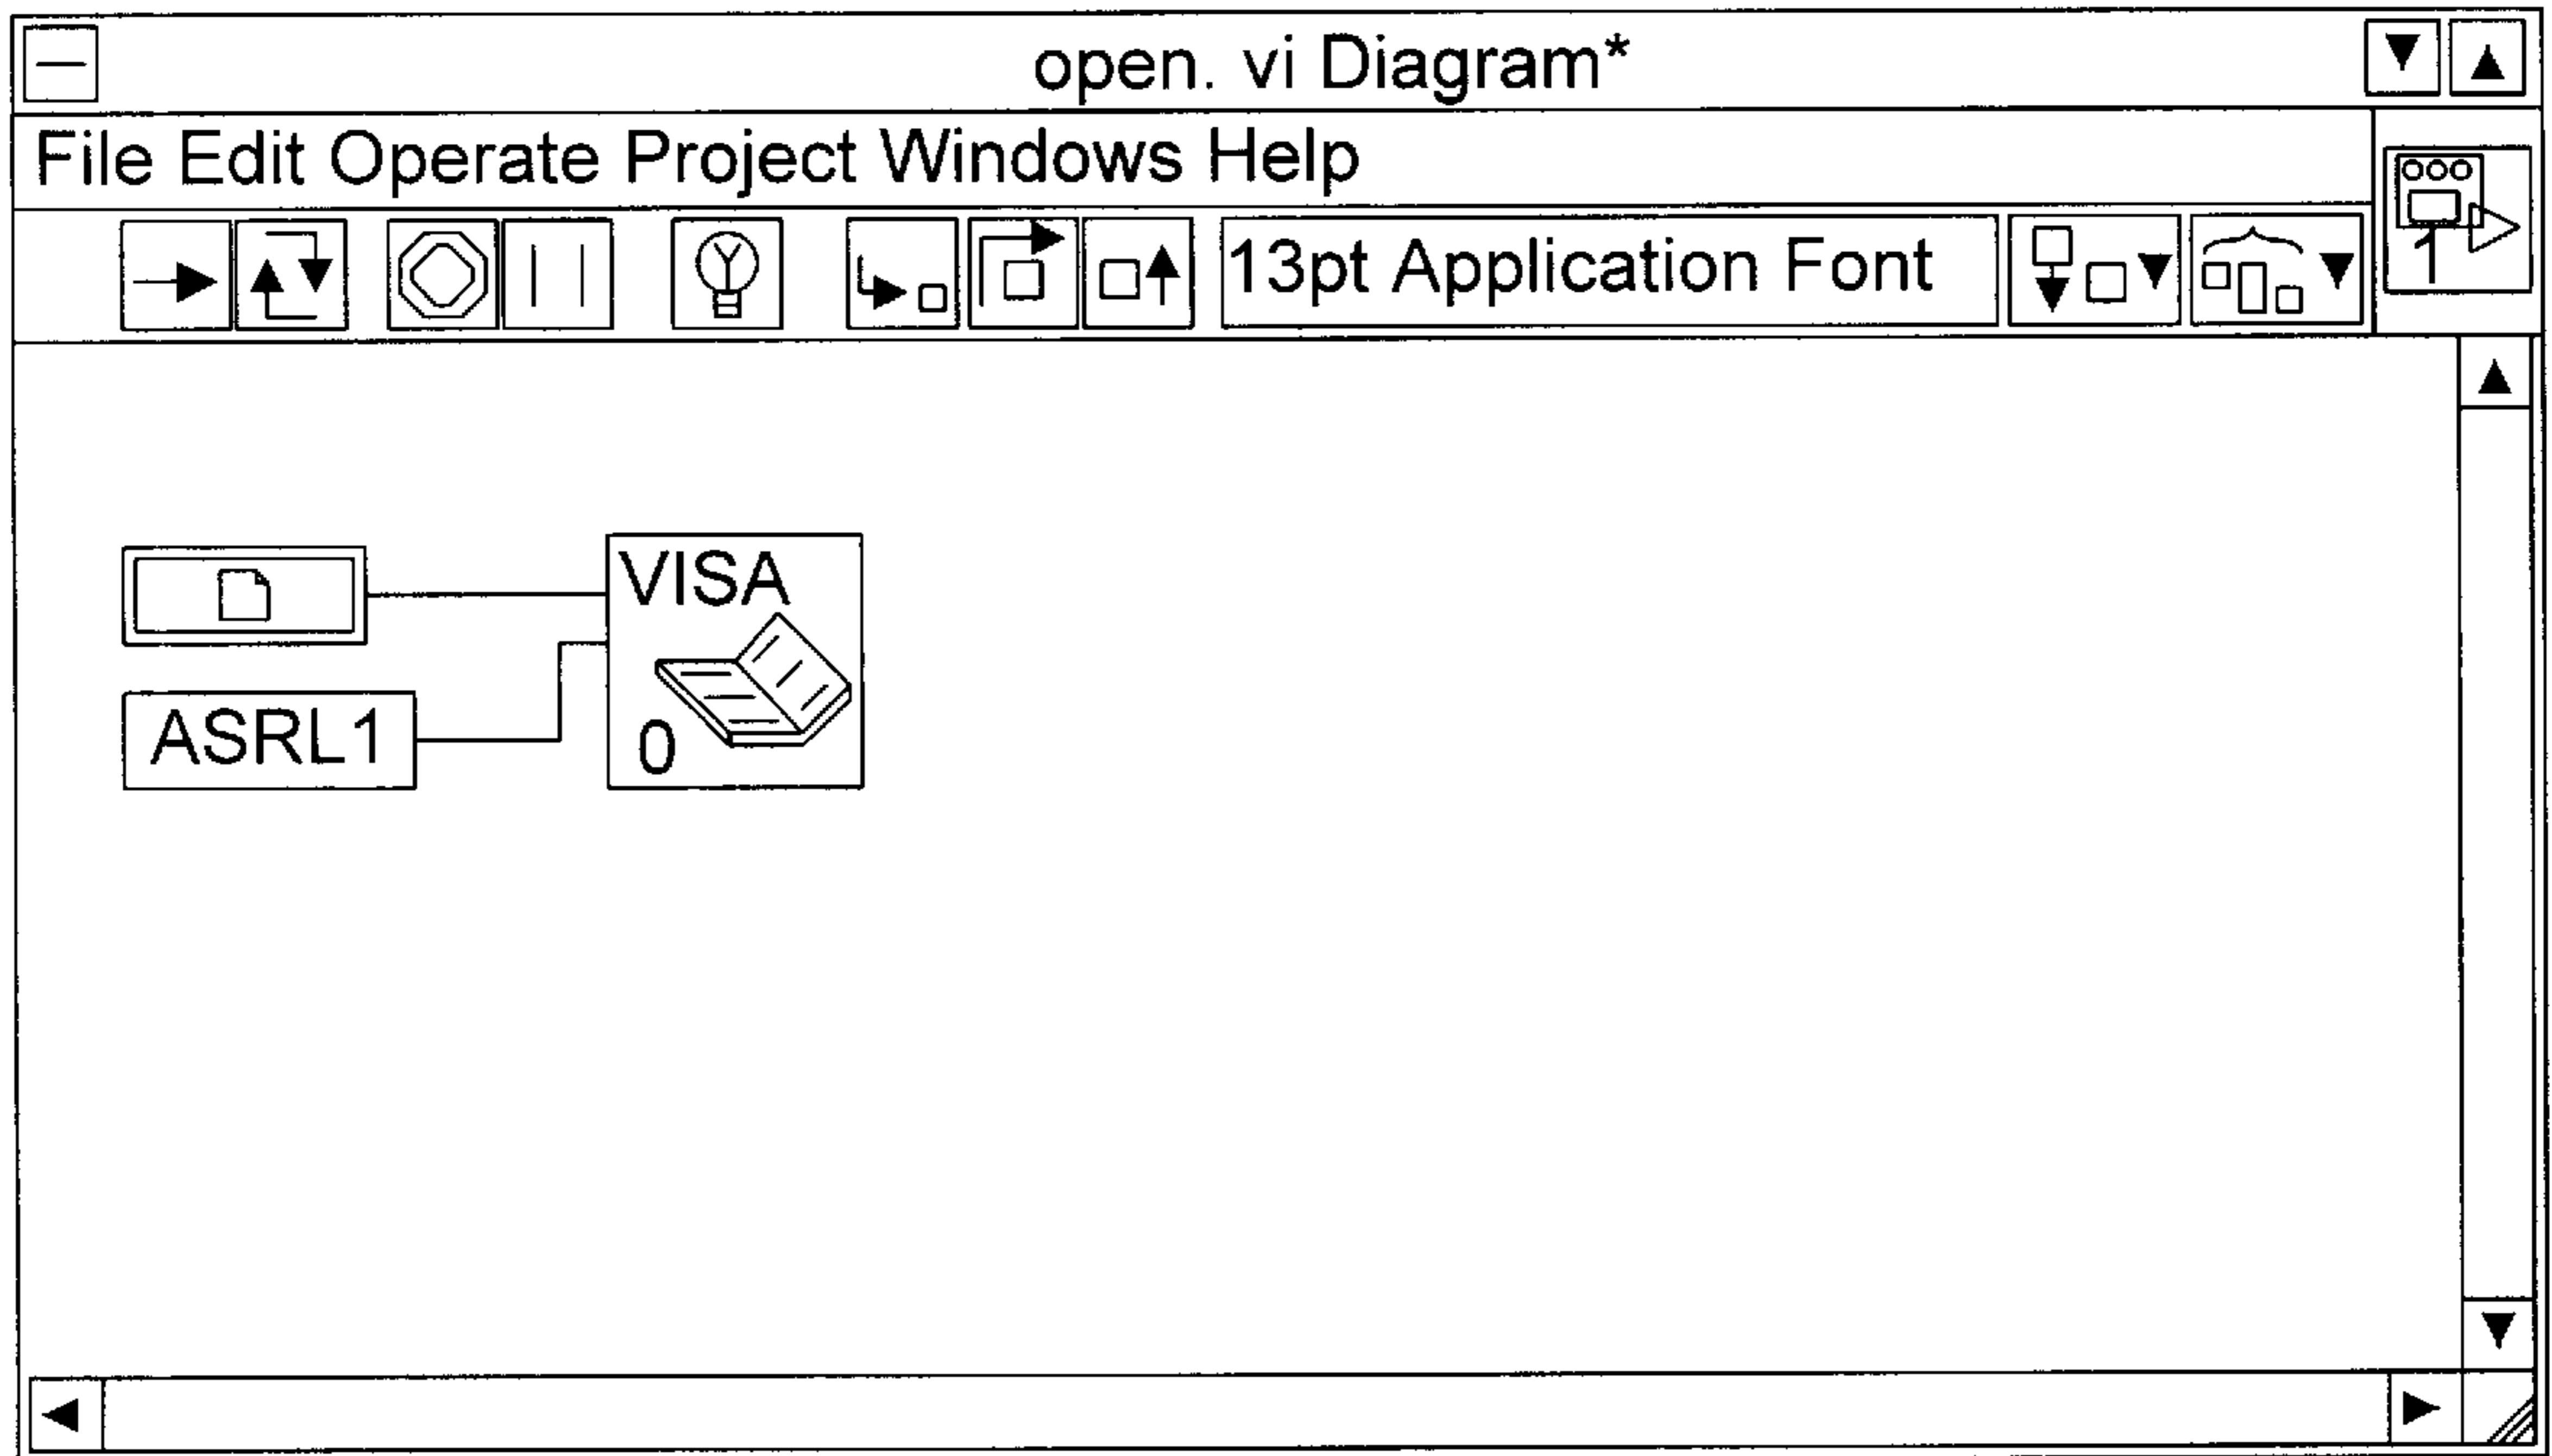 open. vi Diagram*
File Edit Operate Project Windows Help
13pt Application Font
1
VISA
0
ASRL1